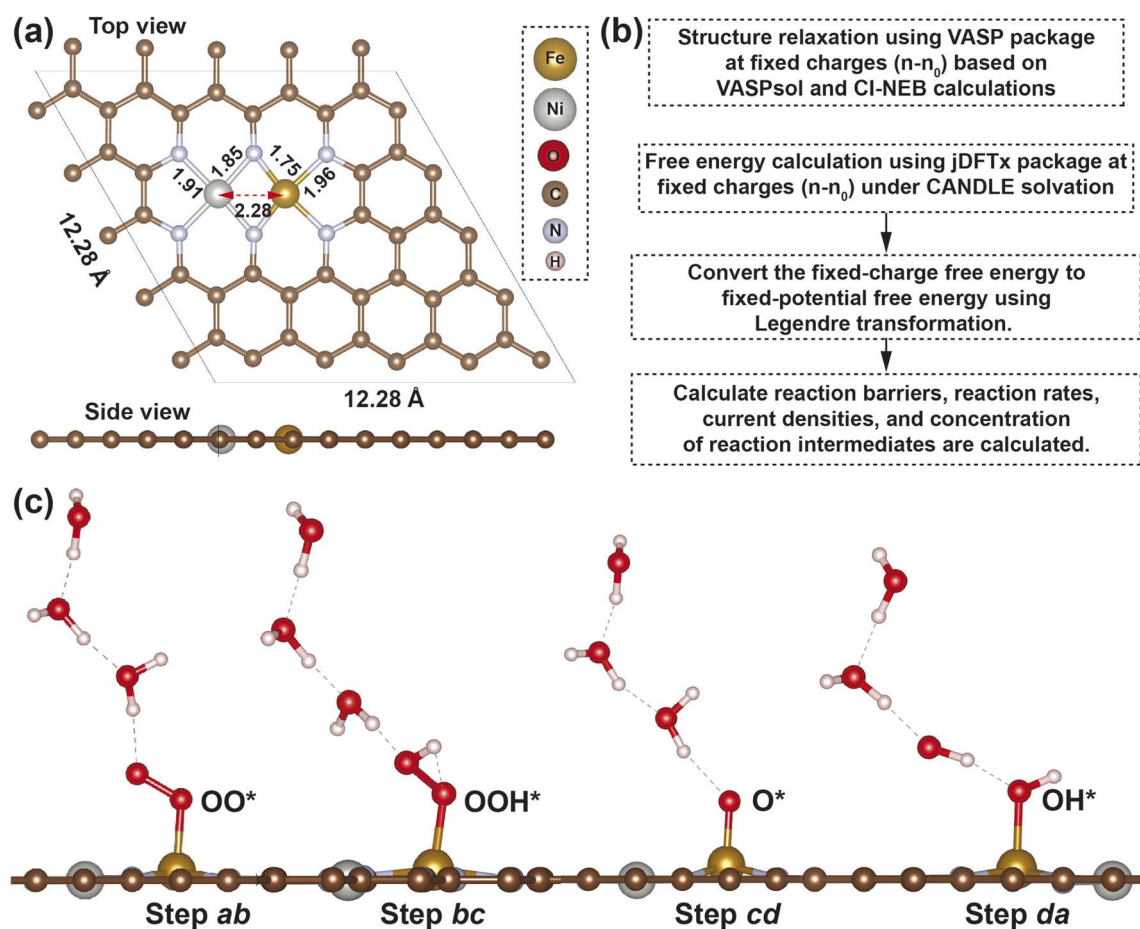 (a)
Top view
Fe
Ni
O
C
N
H
1.85
1.75
1.91
1.96
2.28
12.28 Å
12.28 Å
Side view
(b)
Structure relaxation using VASP package
at fixed charges (n-n₀) based on
VASPsol and CI-NEB calculations
Free energy calculation using jDFTx package at
fixed charges (n-n₀) under CANDLE solvation
Convert the fixed-charge free energy to
fixed-potential free energy using
Legendre transformation.
Calculate reaction barriers, reaction rates,
current densities, and concentration
of reaction intermediates are calculated.
(c)
OO*
OOH*
O*
OH*
Step ab
Step bc
Step cd
Step da